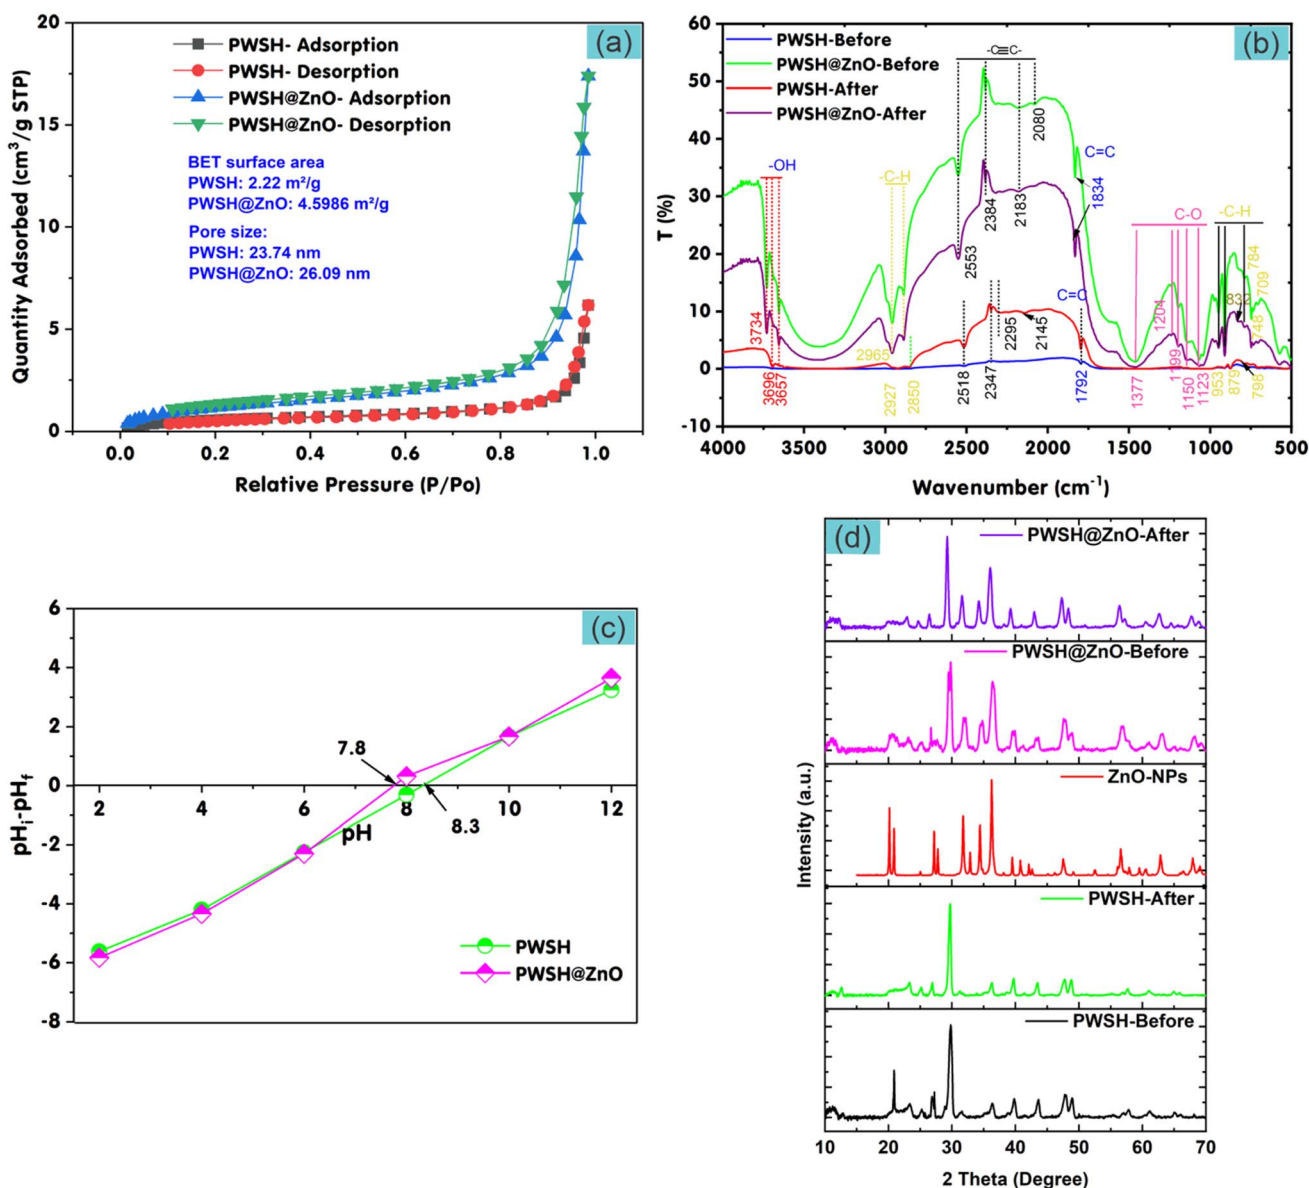 (a)
PWSH- Adsorption
PWSH- Desorption
PWSH@ZnO- Adsorption
PWSH@ZnO- Desorption
BET surface area
PWSH: 2.22 m²/g
PWSH@ZnO: 4.5986 m²/g
Pore size:
PWSH: 23.74 nm
PWSH@ZnO: 26.09 nm
Quantity Adsorbed (cm³/g STP)
20
15
10
5
0
0.0 0.2 0.4 0.6 0.8 1.0
Relative Pressure (P/Po)
(b)
PWSH-Before
PWSH@ZnO-Before
PWSH-After
PWSH@ZnO-After
-C≡C-
-OH
-C-H
C=C
C=C
C-O
-C-H
2080
2183
2384
2553
1834
3734
3696
3657
2965
2927
2850
2518
2347
2295
2145
1792
1377
1204
1199
1150
1123
953
879
832
798
784
748
709
T (%)
60
50
40
30
20
10
0
-10
4000 3500 3000 2500 2000 1500 1000 500
Wavenumber (cm⁻¹)
(c)
pHᵢ-pH_f
6
4
2
0
-2
-4
-6
-8
2 4 6 8 10 12
pH
7.8
8.3
PWSH
PWSH@ZnO
(d)
PWSH@ZnO-After
PWSH@ZnO-Before
ZnO-NPs
PWSH-After
PWSH-Before
Intensity (a.u.)
10 20 30 40 50 60 70
2 Theta (Degree)